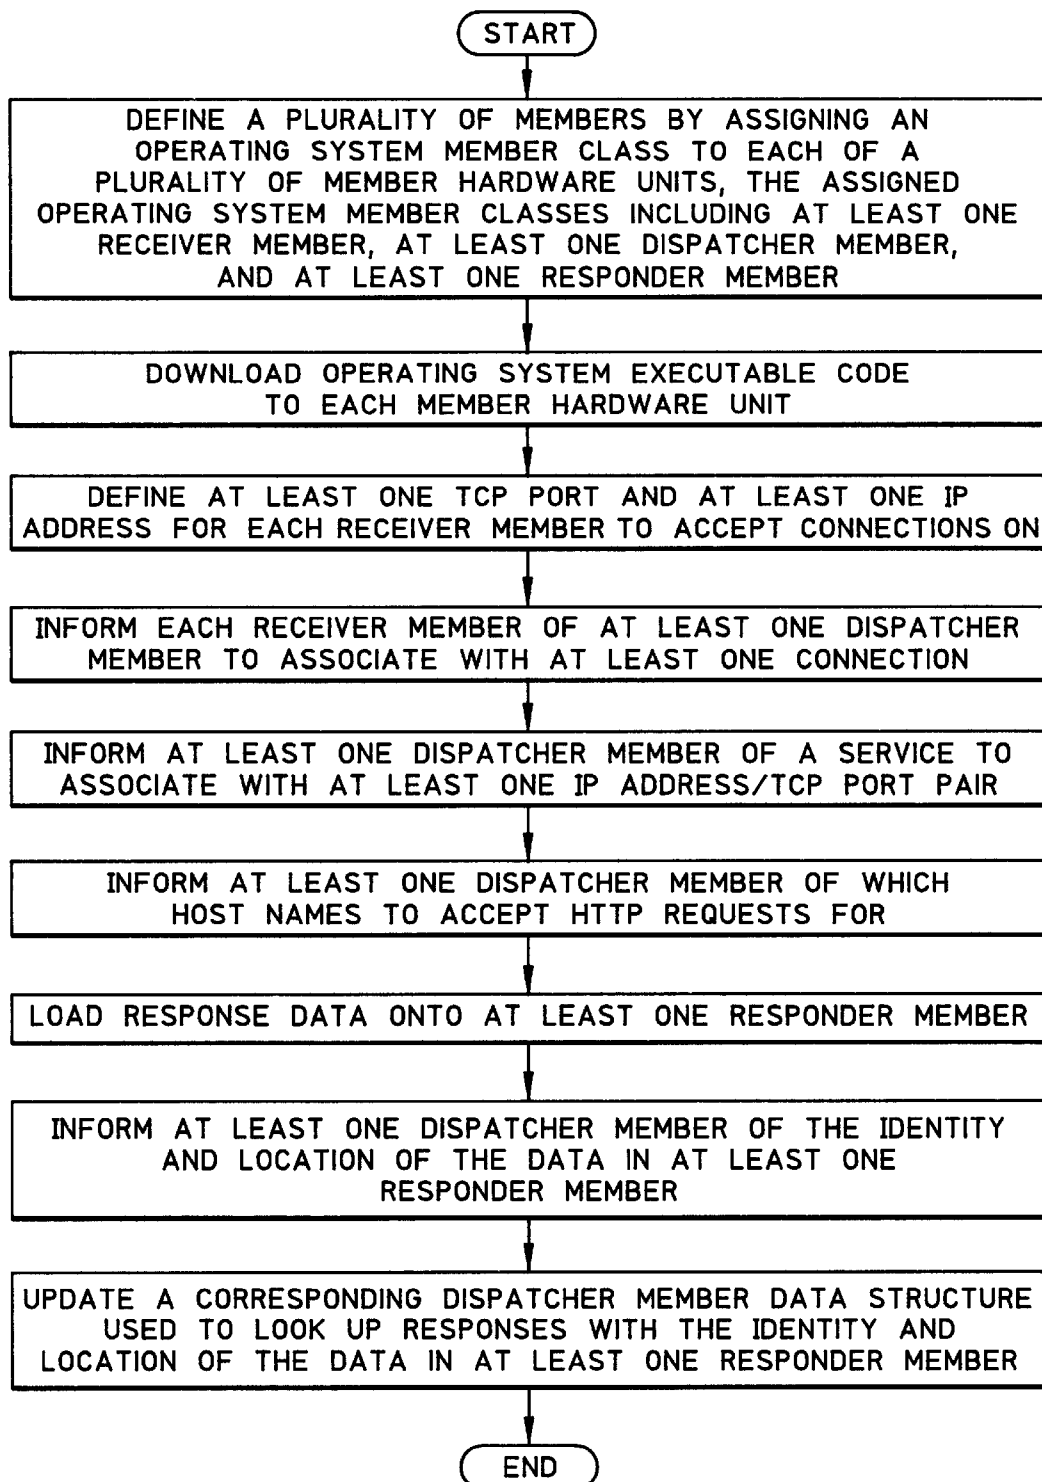 START
DEFINE A PLURALITY OF MEMBERS BY ASSIGNING AN
OPERATING SYSTEM MEMBER CLASS TO EACH OF A
PLURALITY OF MEMBER HARDWARE UNITS, THE ASSIGNED
OPERATING SYSTEM MEMBER CLASSES INCLUDING AT LEAST ONE
RECEIVER MEMBER, AT LEAST ONE DISPATCHER MEMBER,
AND AT LEAST ONE RESPONDER MEMBER
DOWNLOAD OPERATING SYSTEM EXECUTABLE CODE
TO EACH MEMBER HARDWARE UNIT
DEFINE AT LEAST ONE TCP PORT AND AT LEAST ONE IP
ADDRESS FOR EACH RECEIVER MEMBER TO ACCEPT CONNECTIONS ON
INFORM EACH RECEIVER MEMBER OF AT LEAST ONE DISPATCHER
MEMBER TO ASSOCIATE WITH AT LEAST ONE CONNECTION
INFORM AT LEAST ONE DISPATCHER MEMBER OF A SERVICE TO
ASSOCIATE WITH AT LEAST ONE IP ADDRESS/TCP PORT PAIR
INFORM AT LEAST ONE DISPATCHER MEMBER OF WHICH
HOST NAMES TO ACCEPT HTTP REQUESTS FOR
LOAD RESPONSE DATA ONTO AT LEAST ONE RESPONDER MEMBER
INFORM AT LEAST ONE DISPATCHER MEMBER OF THE IDENTITY
AND LOCATION OF THE DATA IN AT LEAST ONE
RESPONDER MEMBER
UPDATE A CORRESPONDING DISPATCHER MEMBER DATA STRUCTURE
USED TO LOOK UP RESPONSES WITH THE IDENTITY AND
LOCATION OF THE DATA IN AT LEAST ONE RESPONDER MEMBER
END